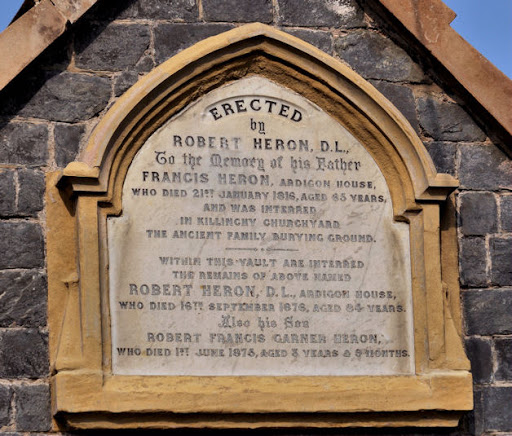 ERECTED
by
ROBERT HERON, D.L.,
To the Memory of his Father
FRANCIS HERON, ARDIGON HOUSE,
WHO DIED 21ST JANUARY 1816, AGED 65 YEARS,
AND WAS INTERRED
IN KILLINCHY CHURCHYARD
THE ANCIENT FAMILY BURYING GROUND.
WITHIN THIS VAULT ARE INTERRED
THE REMAINS OF ABOVE NAMED
ROBERT HERON, D.L., ARDIGON HOUSE,
WHO DIED 16TH SEPTEMBER 1876, AGED 84 YEARS.
Also his Son
ROBERT FRANCIS GARNER HERON,
WHO DIED 1ST JUNE 1875, AGED 3 YEARS & 9 MONTHS.